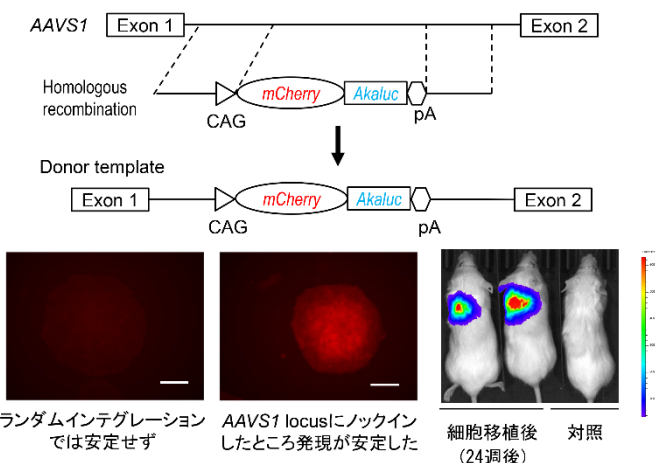 AAVS1 Exon 1 Exon 2
Homologous
recombination
mCherry Akaluc
CAG pA
Donor template
Exon 1 mCherry Akaluc Exon 2
CAG pA
ランダムインテグレーション
では安定せず
AAVS1 locusにノックイン
したところ発現が安定した
細胞移植後
(24週後)
対照